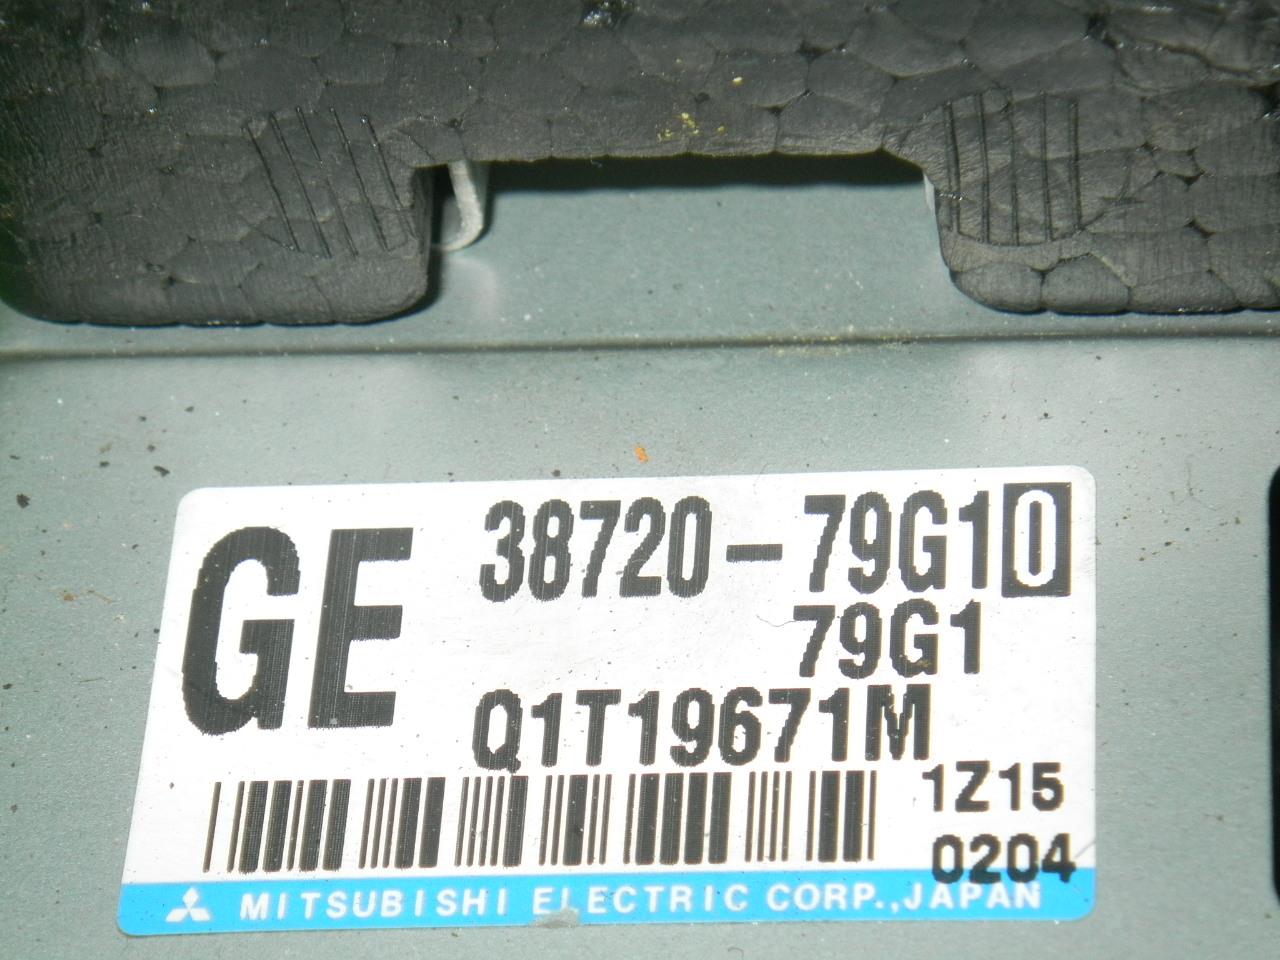 GE
38720-79G10
79G1
Q1T19671M
1Z15
0204
MITSUBISHI ELECTRIC CORP.,JAPAN